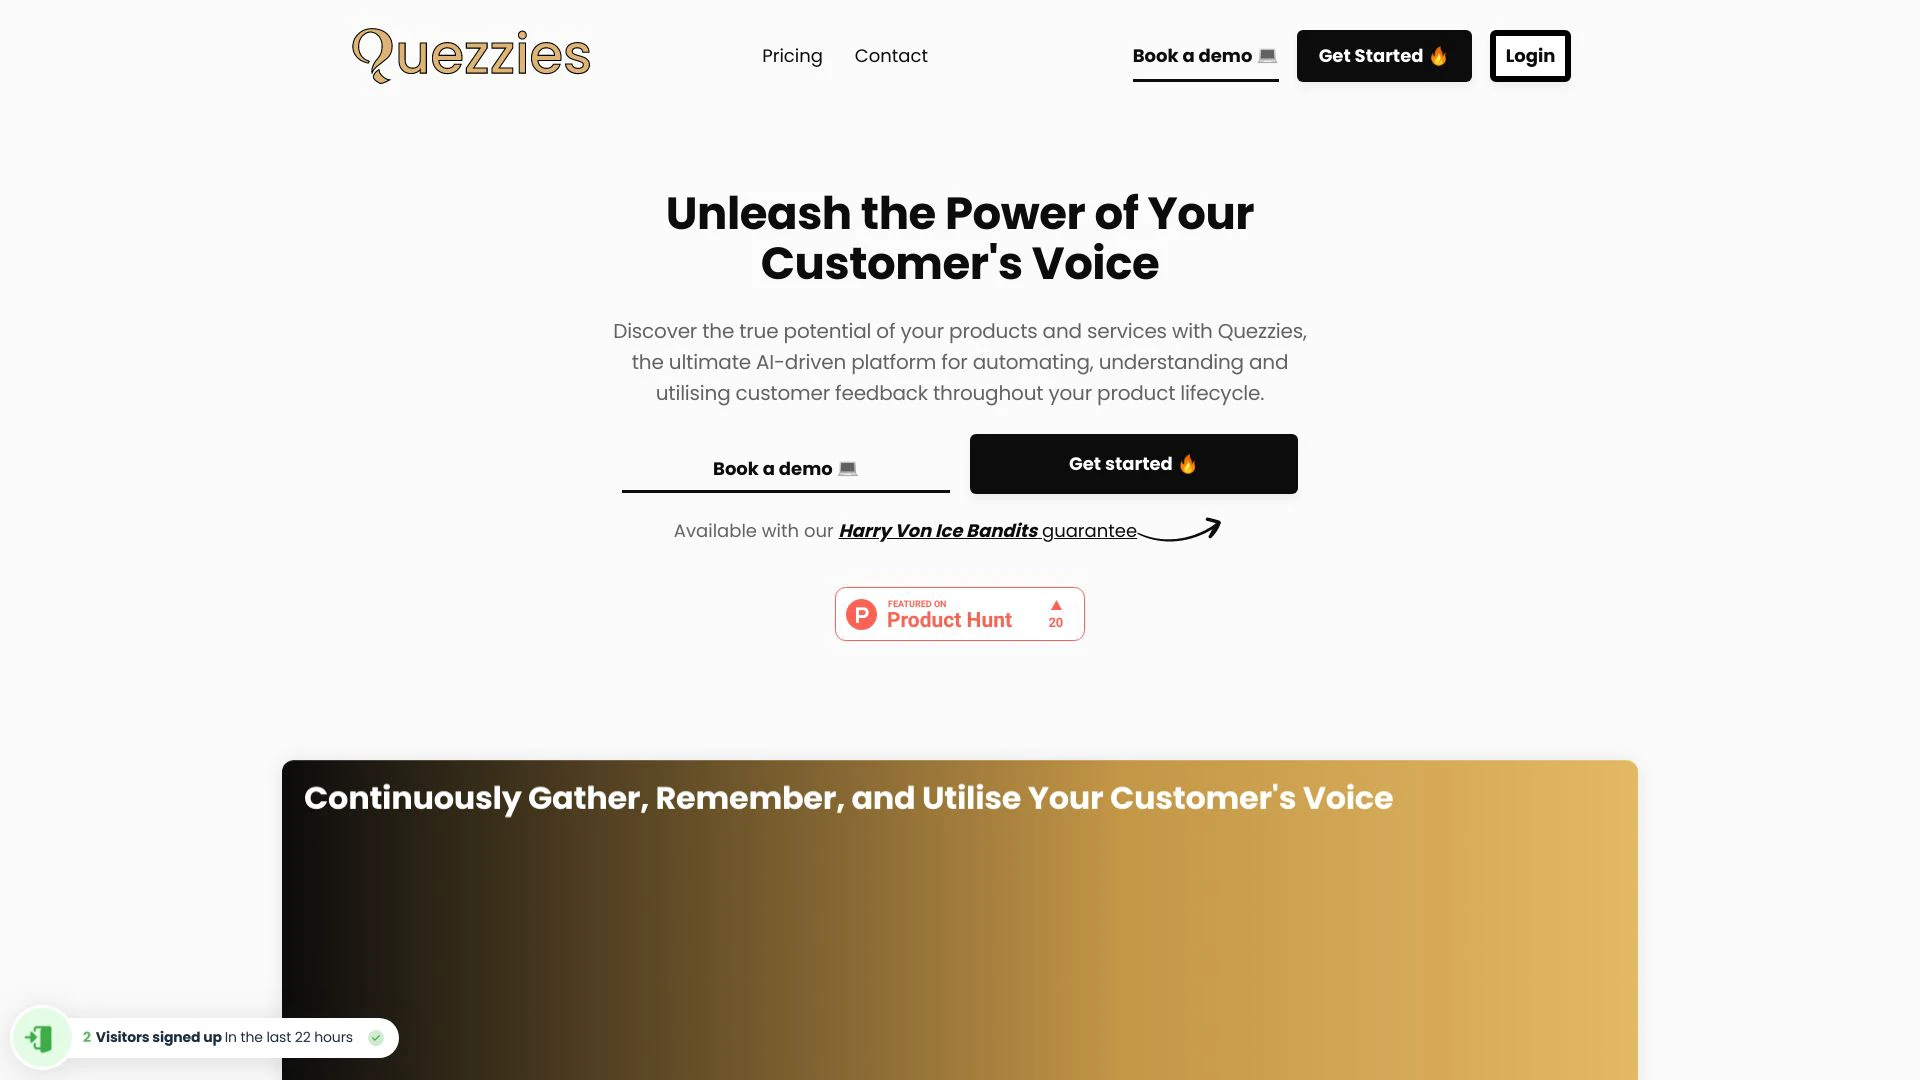 Quezzies
Pricing
Contact
Book a demo 💻
Get Started 🔥
Login
Unleash the Power of Your
Customer's Voice
Discover the true potential of your products and services with Quezzies,
the ultimate AI-driven platform for automating, understanding and
utilising customer feedback throughout your product lifecycle.
Book a demo 💻
Get started 🔥
Available with our Harry Von Ice Bandits guarantee
FEATURED ON
Product Hunt
20
Continuously Gather, Remember, and Utilise Your Customer's Voice
2 Visitors signed up In the last 22 hours